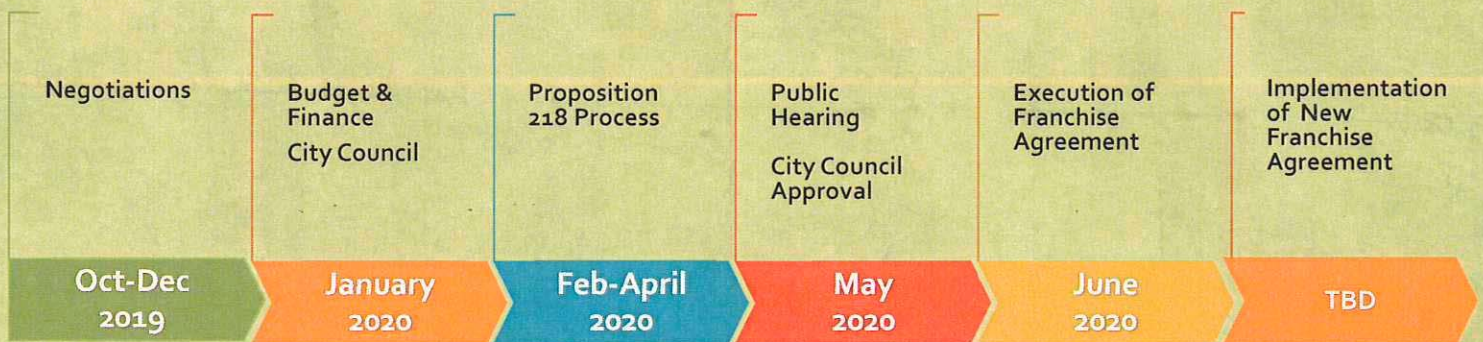 Negotiations
Budget &
Finance
City Council
Proposition
218 Process
Public
Hearing
City Council
Approval
Execution of
Franchise
Agreement
Implementation
of New
Franchise
Agreement
Oct-Dec
2019
January
2020
Feb-April
2020
May
2020
June
2020
TBD